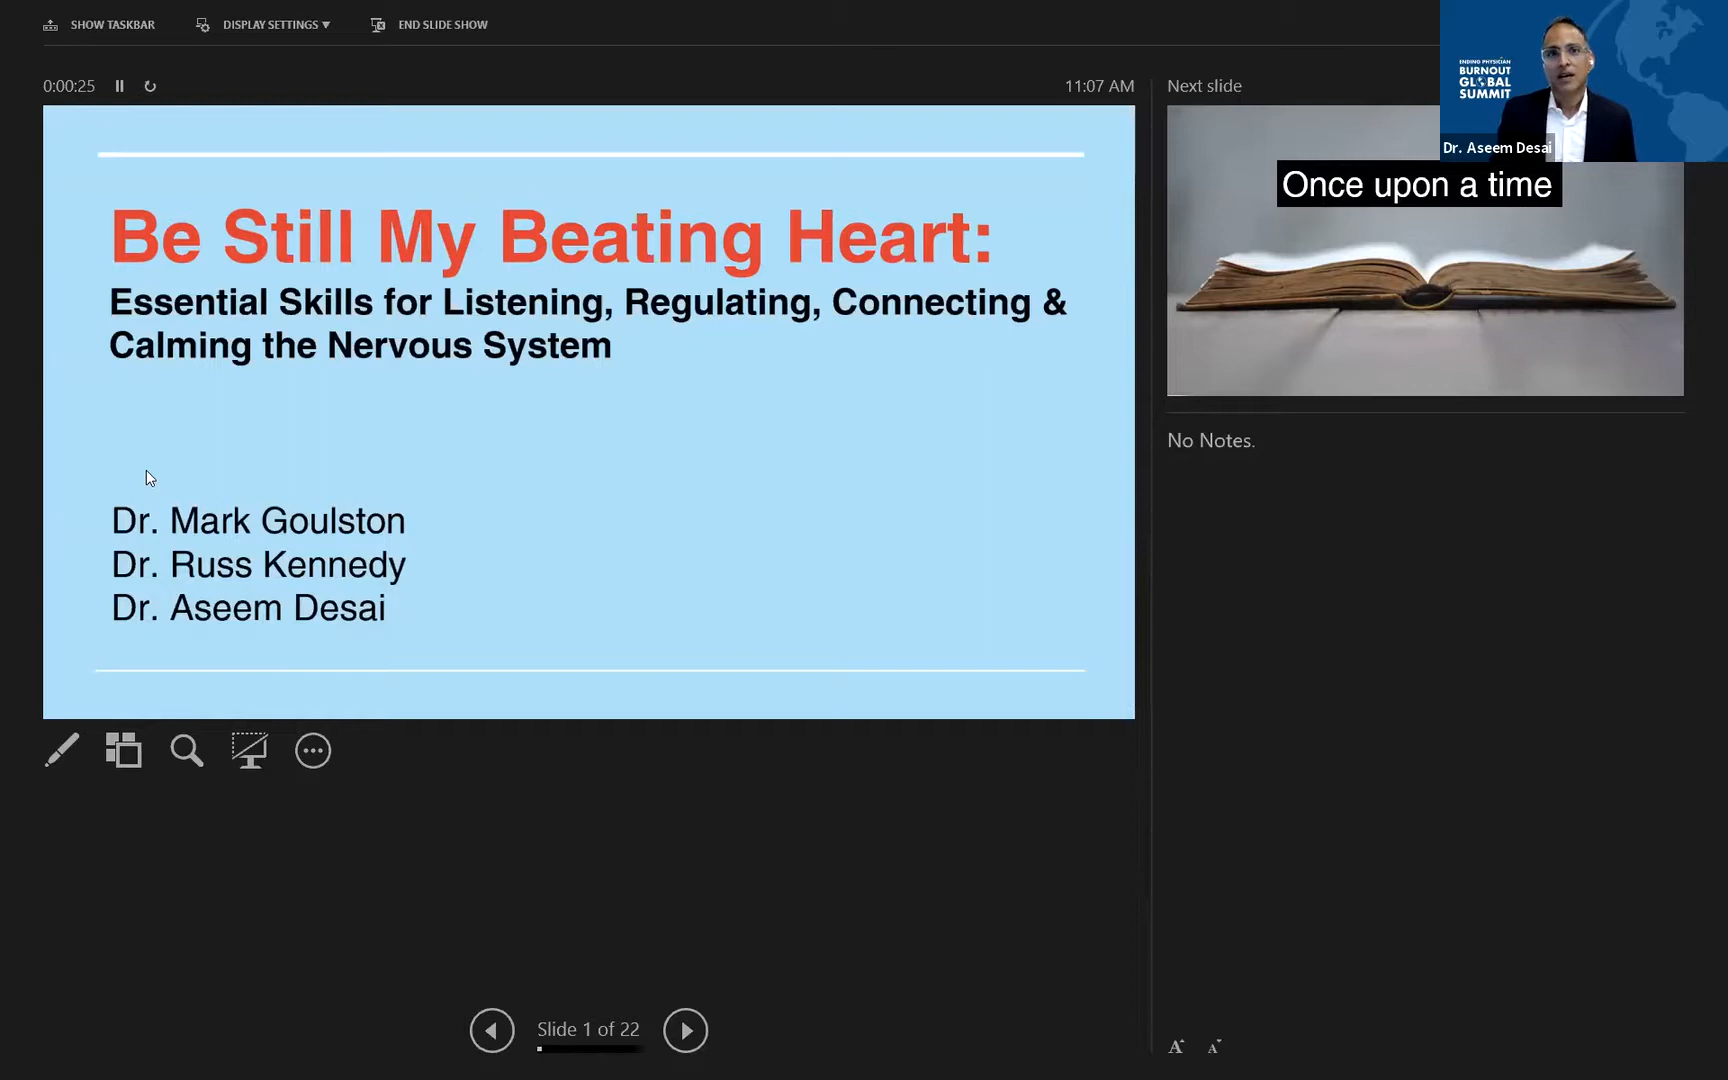 SHOW TASKBAR
DISPLAY SETTINGS ▼
END SLIDE SHOW
0:00:25
11:07 AM
Next slide
ENDING PHYSICIAN
BURNOUT
GLOBAL
SUMMIT
Dr. Aseem Desai
Once upon a time
Be Still My Beating Heart:
Essential Skills for Listening, Regulating, Connecting &
Calming the Nervous System
Dr. Mark Goulston
Dr. Russ Kennedy
Dr. Aseem Desai
No Notes.
Slide 1 of 22
A A